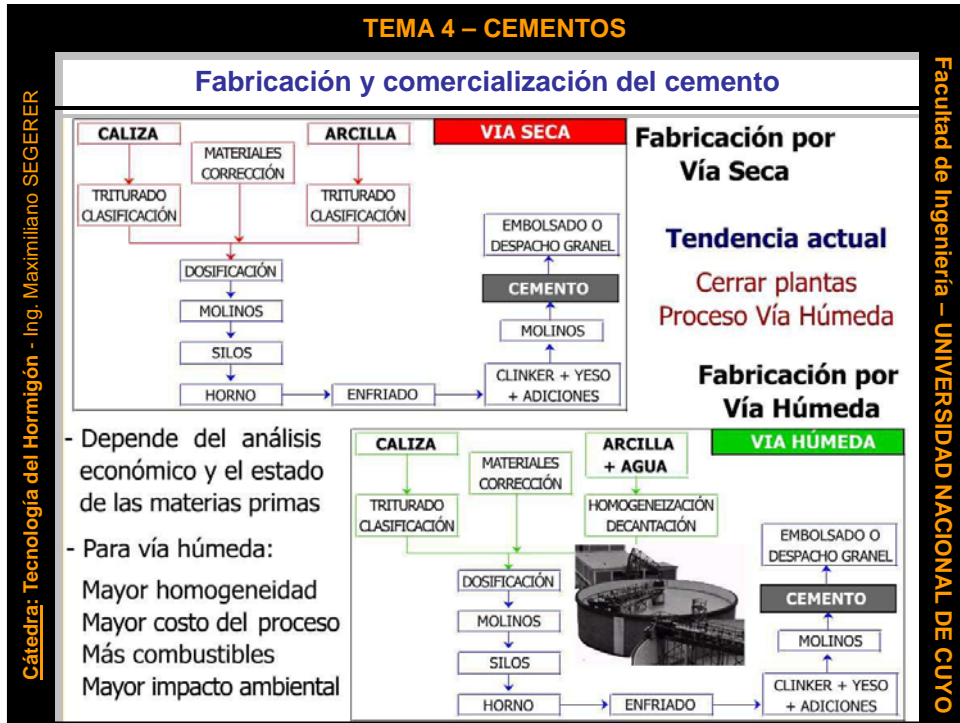 TEMA 4 – CEMENTOS
Fabricación y comercialización del cemento
Cátedra: Tecnología del Hormigón - Ing. Maximiliano SEGERER
Facultad de Ingeniería – UNIVERSIDAD NACIONAL DE CUYO
VIA SECA
CALIZA
MATERIALES
CORRECCIÓN
ARCILLA
TRITURADO
CLASIFICACIÓN
TRITURADO
CLASIFICACIÓN
DOSIFICACIÓN
MOLINOS
SILOS
HORNO
ENFRIADO
CLINKER + YESO
+ ADICIONES
MOLINOS
CEMENTO
EMBOLSADO O
DESPACHO GRANEL
Fabricación por
Vía Seca
Tendencia actual
Cerrar plantas
Proceso Vía Húmeda
Fabricación por
Vía Húmeda
- Depende del análisis
económico y el estado
de las materias primas
- Para vía húmeda:
Mayor homogeneidad
Mayor costo del proceso
Más combustibles
Mayor impacto ambiental
VIA HÚMEDA
CALIZA
MATERIALES
CORRECCIÓN
ARCILLA
+ AGUA
TRITURADO
CLASIFICACIÓN
HOMOGENEIZACIÓN
DECANTACIÓN
DOSIFICACIÓN
MOLINOS
SILOS
HORNO
ENFRIADO
CLINKER + YESO
+ ADICIONES
MOLINOS
CEMENTO
EMBOLSADO O
DESPACHO GRANEL